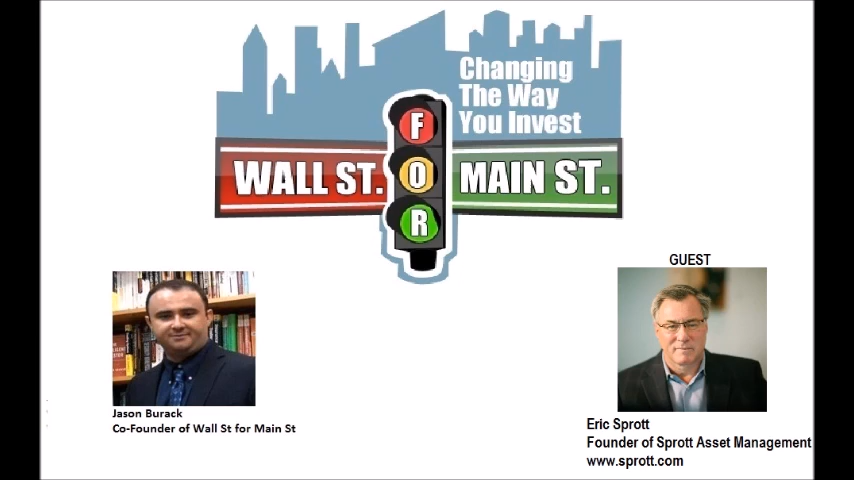 Changing
The Way
You Invest
WALL ST. FOR MAIN ST.
GUEST
Jason Burack
Co-Founder of Wall St for Main St
Eric Sprott
Founder of Sprott Asset Management
www.sprott.com